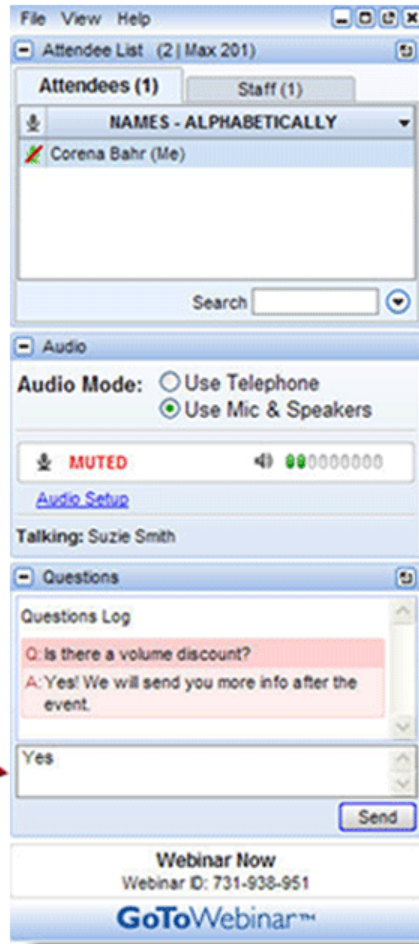 File View Help
Attendee List (2 | Max 201)
Attendees (1) Staff (1)
NAMES - ALPHABETICALLY
Corena Bahr (Me)
Search
Audio
Audio Mode: Use Telephone
Use Mic & Speakers
MUTED
Audio Setup
Talking: Suzie Smith
Questions
Questions Log
Q: Is there a volume discount?
A: Yes! We will send you more info after the
event.
Yes
Send
Webinar Now
Webinar ID: 731-938-951
GoToWebinar™